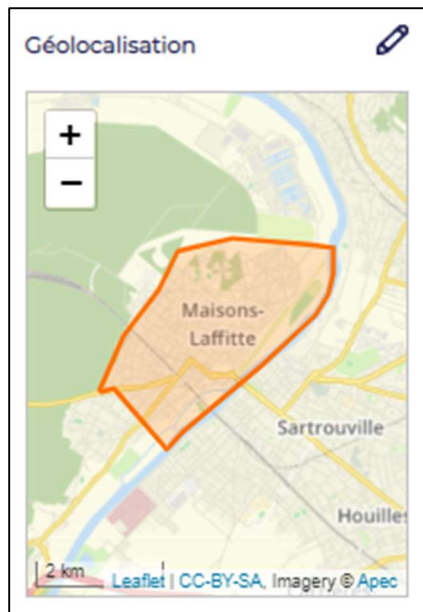 Géolocalisation
+
−
Maisons-
Laffitte
Sartrouville
Houilles
2 km
Leaflet | CC-BY-SA, Imagery © Apec